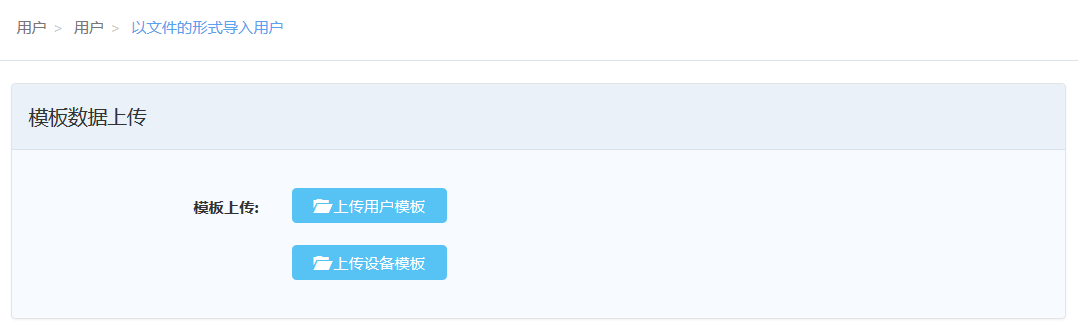 用户 > 用户 > 以文件的形式导入用户
模板数据上传
模板上传: 上传用户模板
上传设备模板